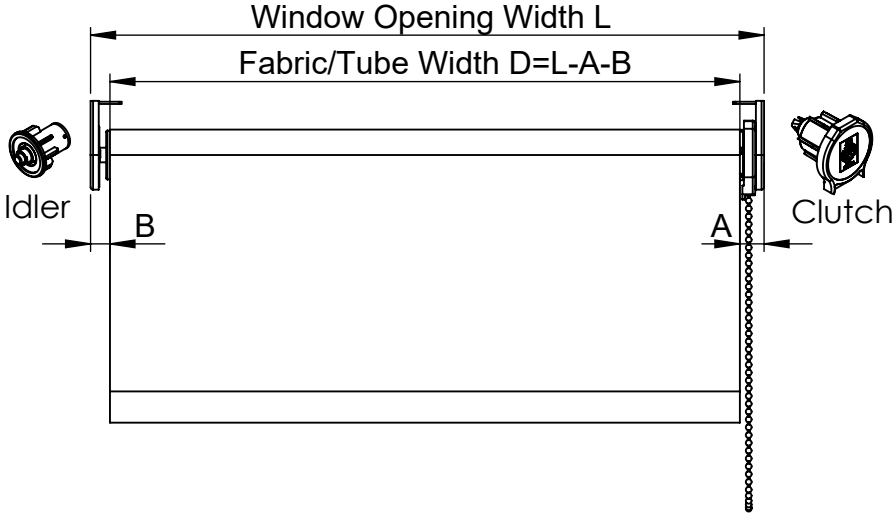 Window Opening Width L
Fabric/Tube Width D=L-A-B
Idler
B
A
Clutch